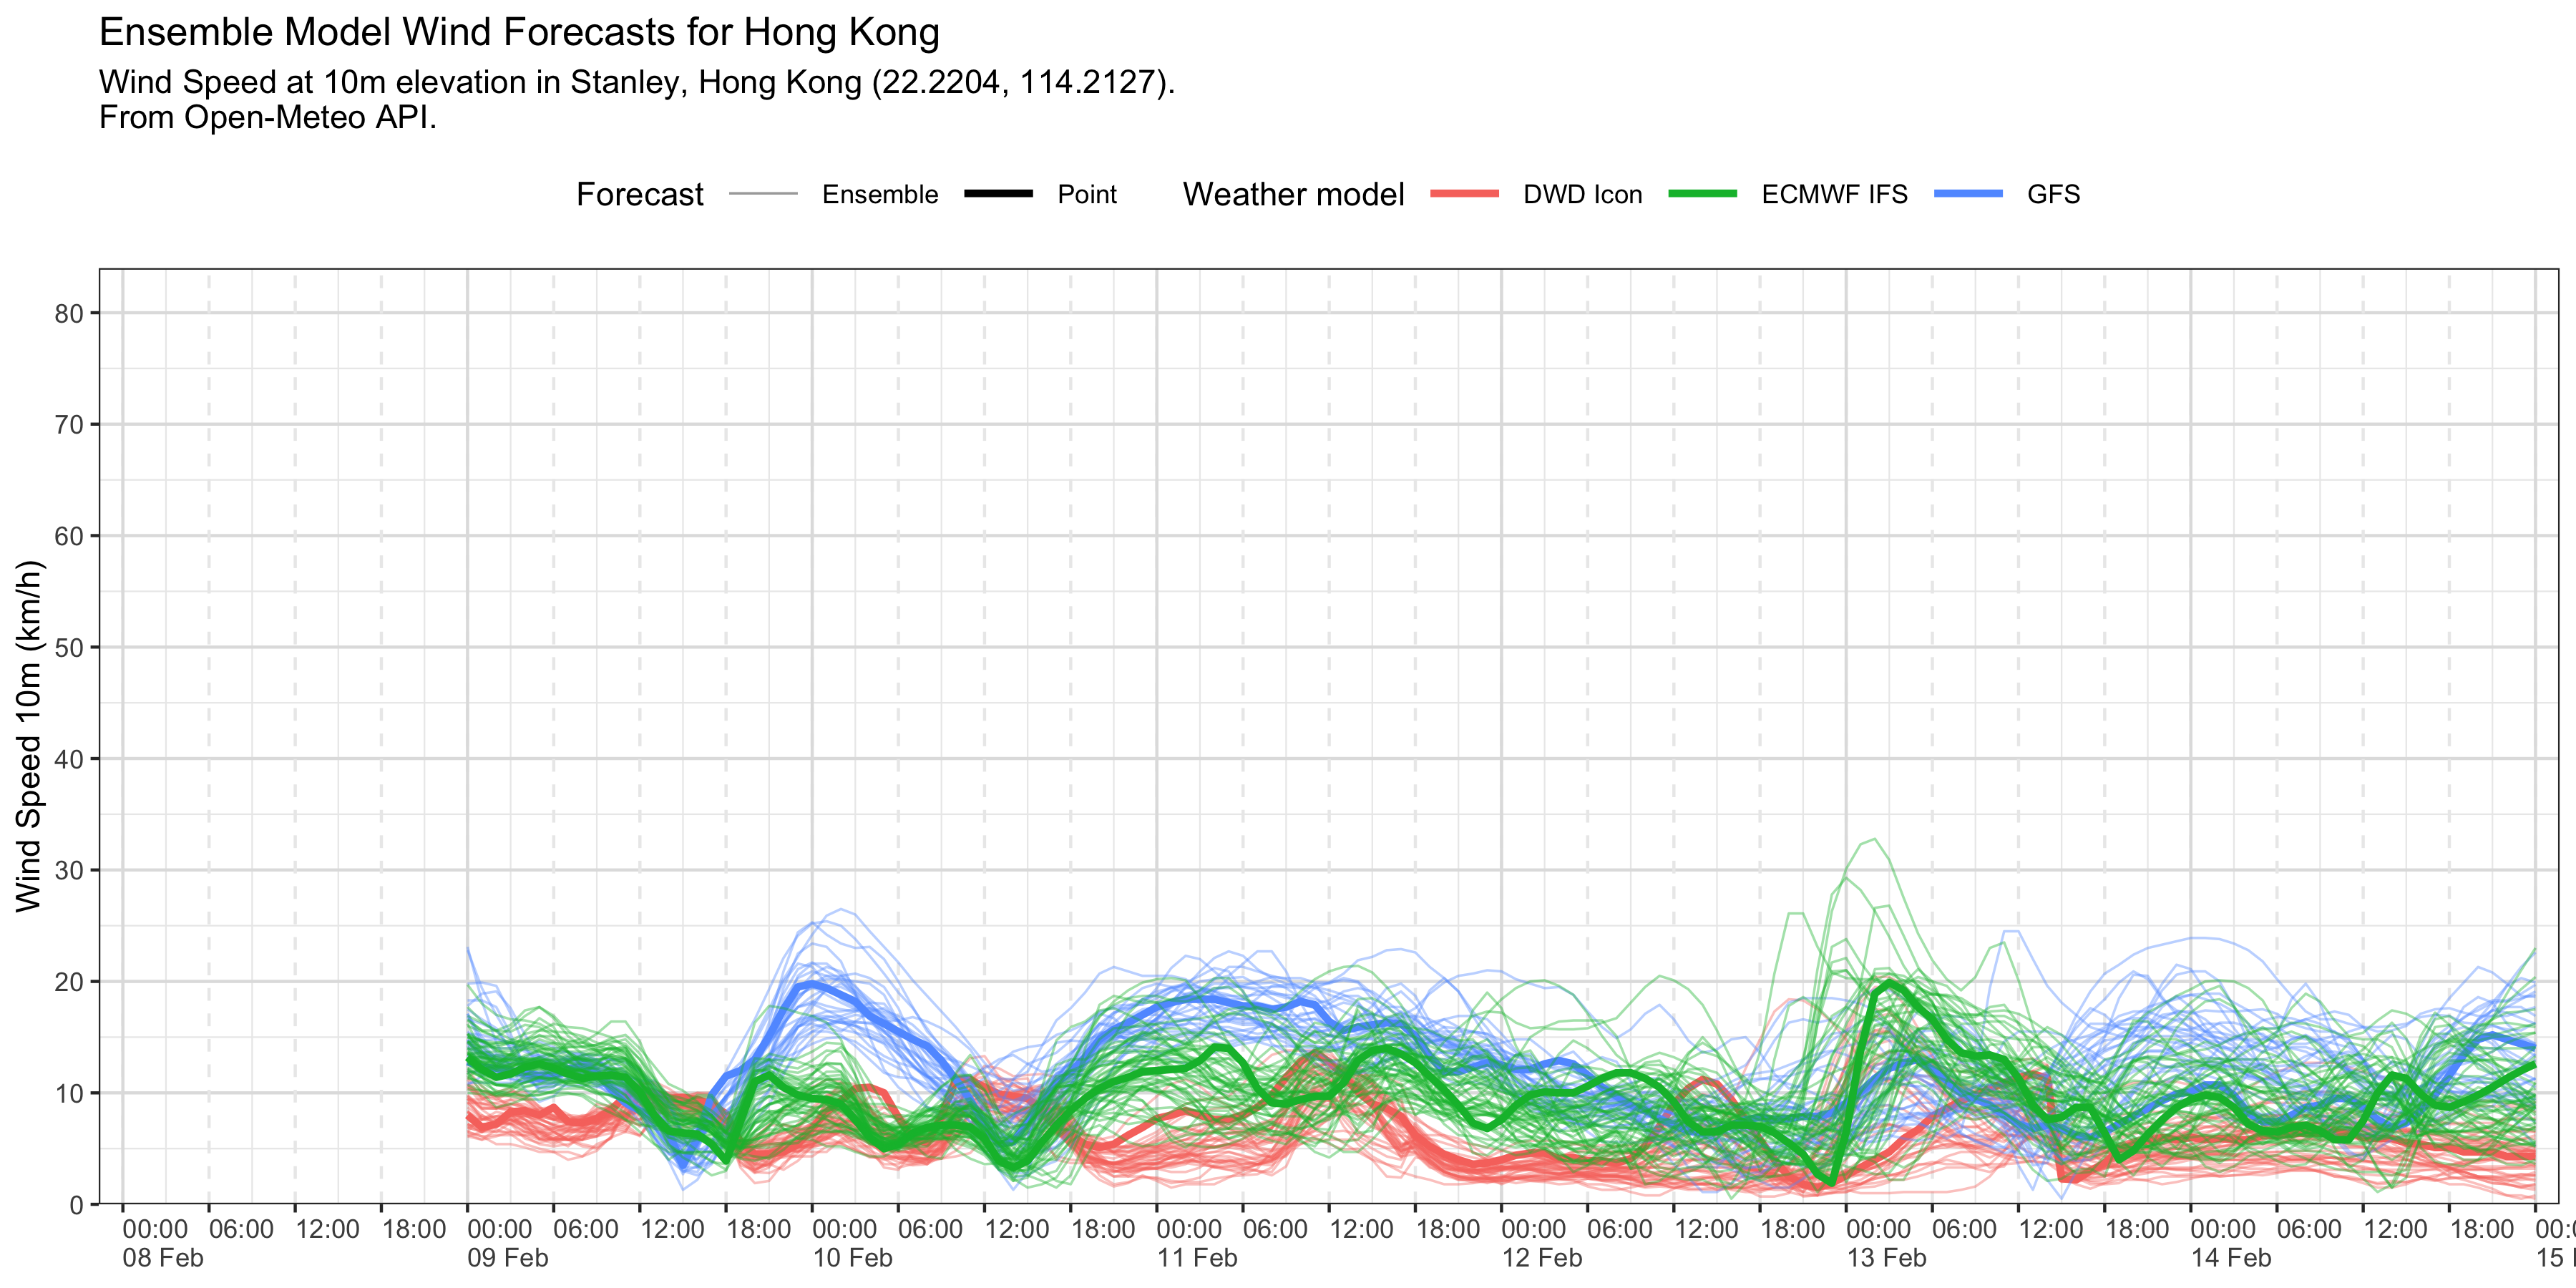 Ensemble Model Wind Forecasts for Hong Kong
Wind Speed at 10m elevation in Stanley, Hong Kong (22.2204, 114.2127).
From Open-Meteo API.
Forecast Ensemble Point Weather model DWD Icon ECMWF IFS GFS
Wind Speed 10m (km/h)
80
70
60
50
40
30
20
10
0
00:00 06:00 12:00 18:00 00:00 06:00 12:00 18:00 00:00 06:00 12:00 18:00 00:00 06:00 12:00 18:00 00:00 06:00 12:00 18:00 00:00 06:00 12:00 18:00 00:00 06:00 12:00 18:00
08 Feb 09 Feb 10 Feb 11 Feb 12 Feb 13 Feb 14 Feb 15